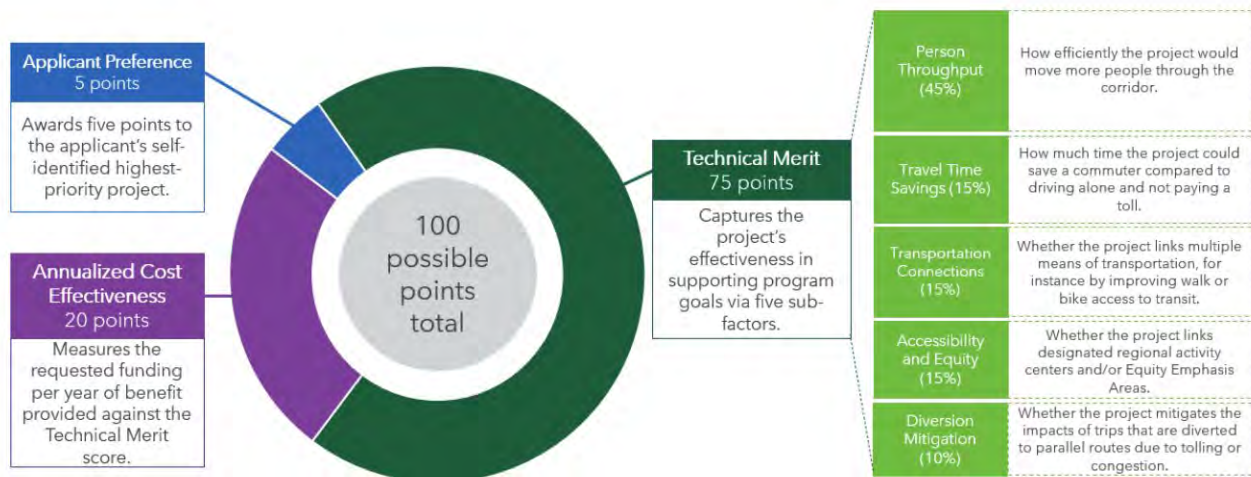 Applicant Preference
5 points
Awards five points to
the applicant's self-
identified highest-
priority project.
Annualized Cost
Effectiveness
20 points
Measures the
requested funding
per year of benefit
provided against the
Technical Merit
score.
100
possible
points
total
Technical Merit
75 points
Captures the
project's
effectiveness in
supporting program
goals via five sub-
factors.
Person
Throughput
(45%)
How efficiently the project would
move more people through the
corridor.
Travel Time
Savings (15%)
How much time the project could
save a commuter compared to
driving alone and not paying a
toll.
Transportation
Connections
(15%)
Whether the project links multiple
means of transportation, for
instance by improving walk or
bike access to transit.
Accessibility
and Equity
(15%)
Whether the project links
designated regional activity
centers and/or Equity Emphasis
Areas.
Diversion
Mitigation
(10%)
Whether the project mitigates the
impacts of trips that are diverted
to parallel routes due to tolling or
congestion.